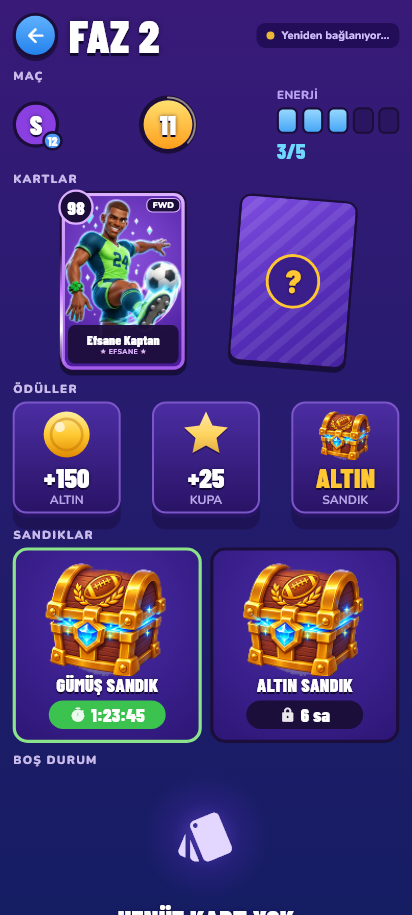 FAZ 2
Yeniden bağlanıyor...
MAÇ
S
12
11
ENERJİ
3/5
KARTLAR
98
FWD
24
Efsane Kaptan
★ EFSANE ★
?
ÖDÜLLER
+150
ALTIN
+25
KUPA
ALTIN
SANDIK
SANDIKLAR
GÜMÜŞ SANDIK
1:23:45
ALTIN SANDIK
6 sa
BOŞ DURUM